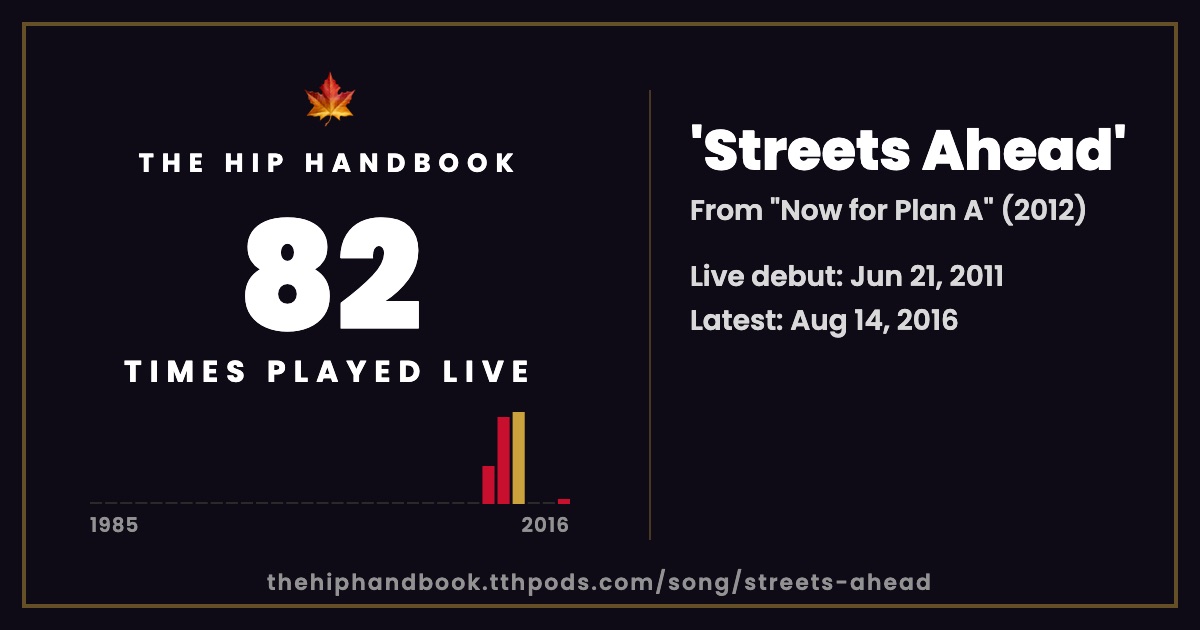 THE HIP HANDBOOK
82
TIMES PLAYED LIVE
1985
2016
'Streets Ahead'
From "Now for Plan A" (2012)
Live debut: Jun 21, 2011
Latest: Aug 14, 2016
thehiphandbook.tthpods.com/song/streets-ahead